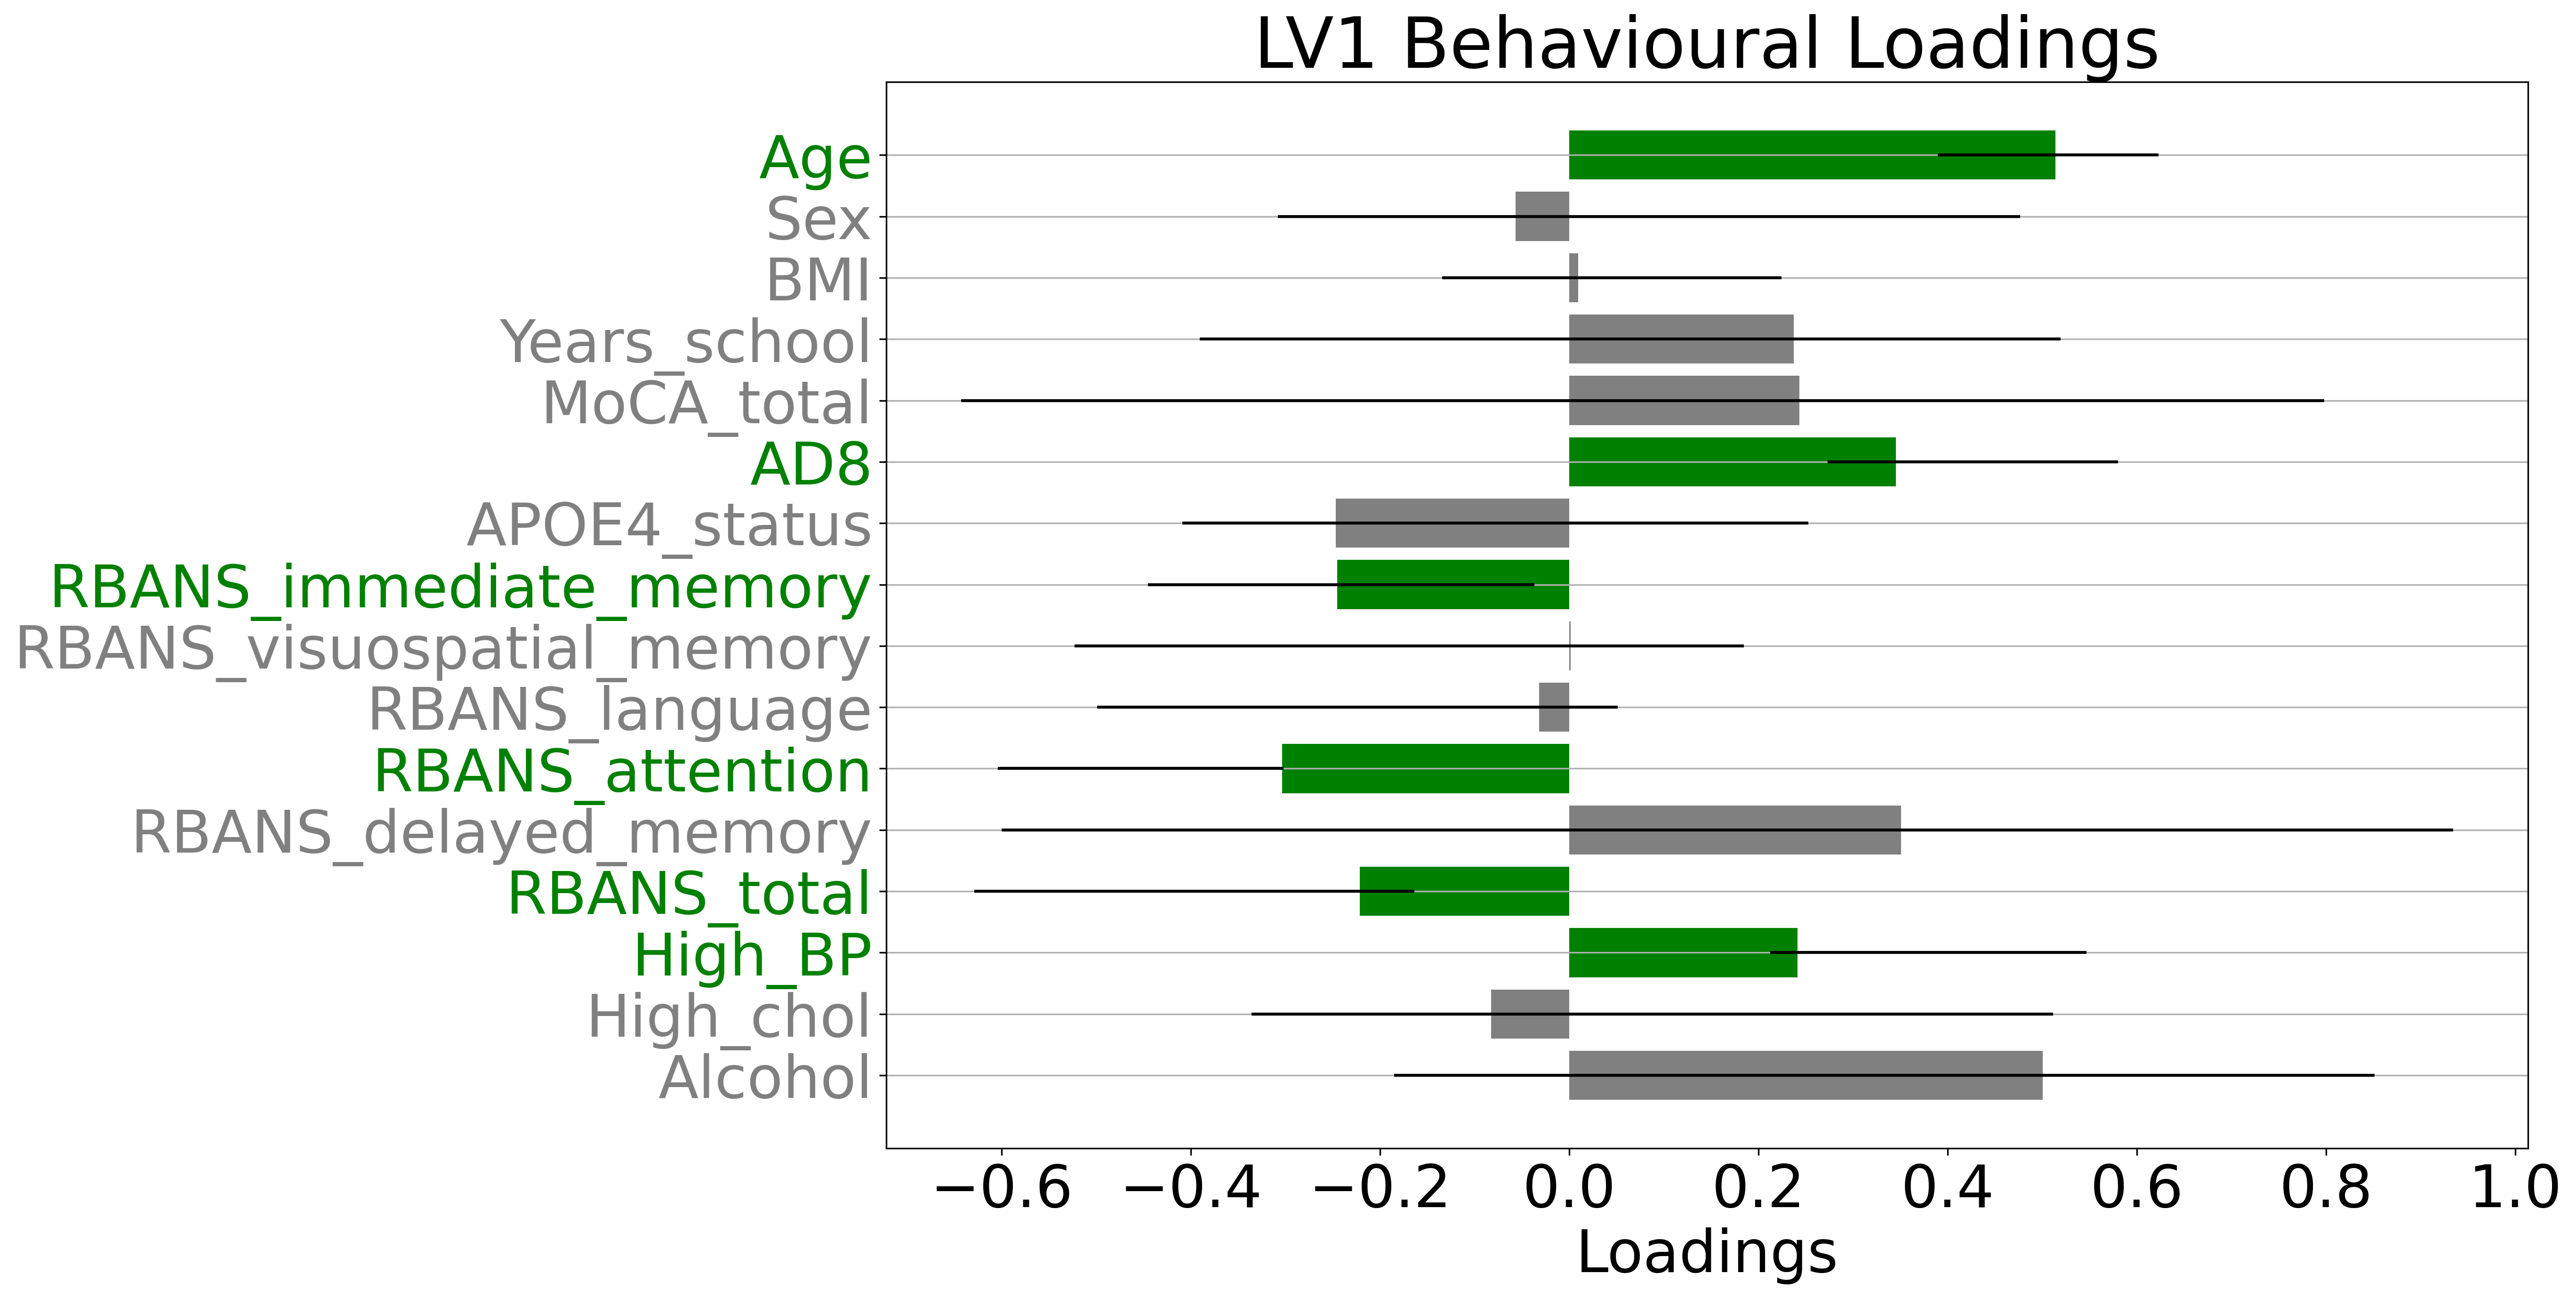 LV1 Behavioural Loadings
Age
Sex
BMI
Years_school
MoCA_total
AD8
APOE4_status
RBANS_immediate_memory
RBANS_visuospatial_memory
RBANS_language
RBANS_attention
RBANS_delayed_memory
RBANS_total
High_BP
High_chol
Alcohol
−0.6 −0.4 −0.2 0.0 0.2 0.4 0.6 0.8 1.0
Loadings